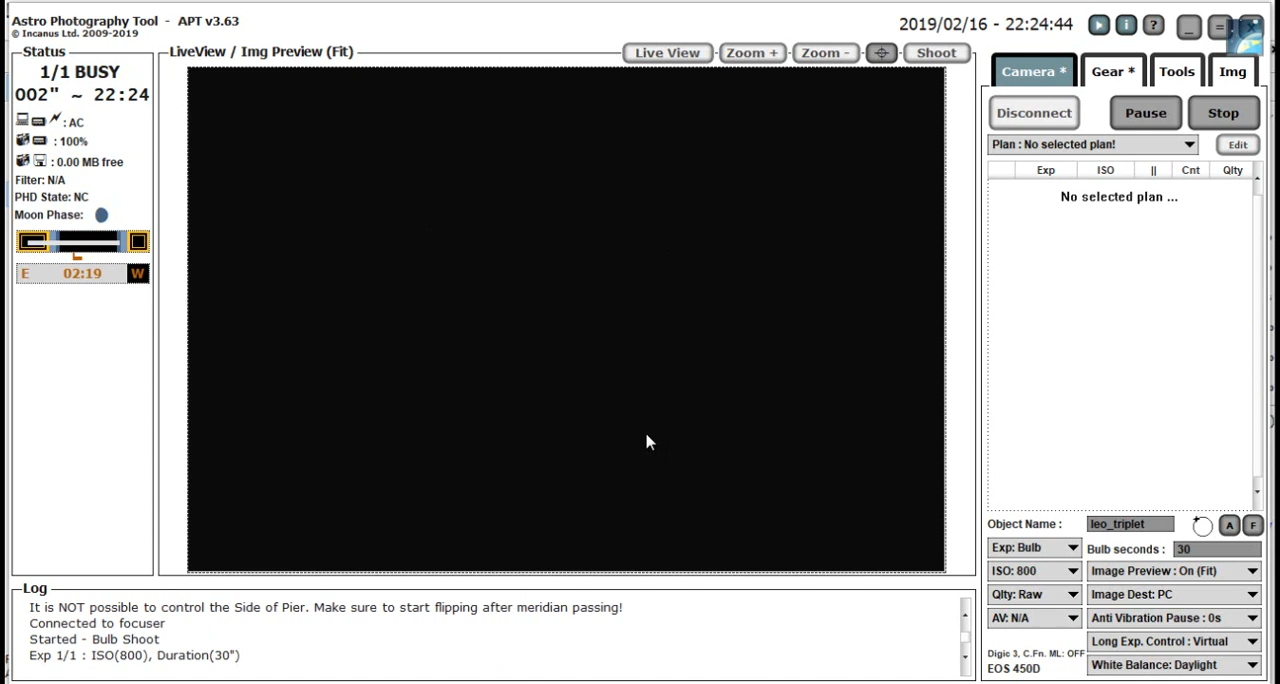 Astro Photography Tool - APT v3.63
© Incanus Ltd. 2009-2019
2019/02/16 - 22:24:44
Status
1/1 BUSY
002" ~ 22:24
: AC
: 100%
: 0.00 MB free
Filter: N/A
PHD State: NC
Moon Phase:
E 02:19 W
LiveView / Img Preview (Fit)
Live View Zoom + Zoom - Shoot
Camera * Gear * Tools Img
Disconnect Pause Stop
Plan : No selected plan! Edit
Exp ISO || Cnt Qlty
No selected plan ...
Object Name : leo_triplet A F
Exp: Bulb Bulb seconds : 30
ISO: 800 Image Preview : On (Fit)
Qlty: Raw Image Dest: PC
AV: N/A Anti Vibration Pause : 0s
Long Exp. Control : Virtual
Digic 3, C.Fn. ML: OFF
EOS 450D White Balance: Daylight
Log
It is NOT possible to control the Side of Pier. Make sure to start flipping after meridian passing!
Connected to focuser
Started - Bulb Shoot
Exp 1/1 : ISO(800), Duration(30")